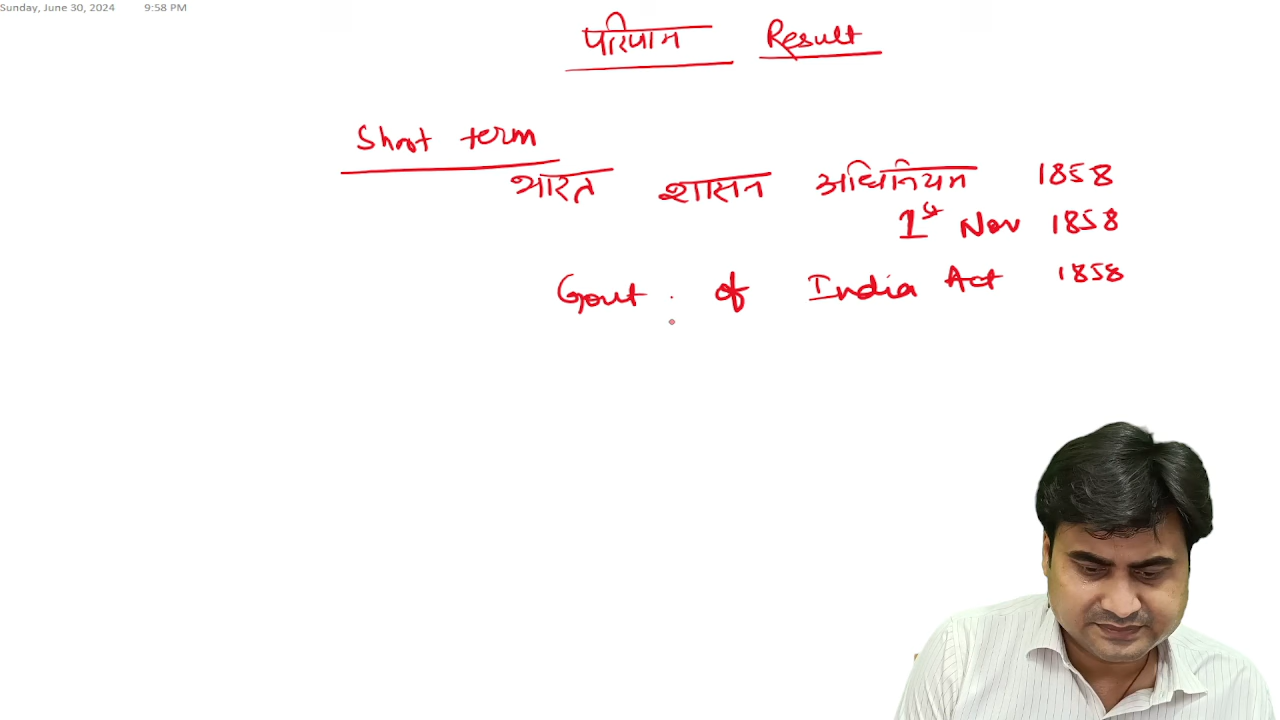 Sunday, June 30, 2024 9:58 PM
परिणाम Result
Short term
भारत शासन अधिनियम 1858
1st Nov 1858
Govt. of India Act 1858